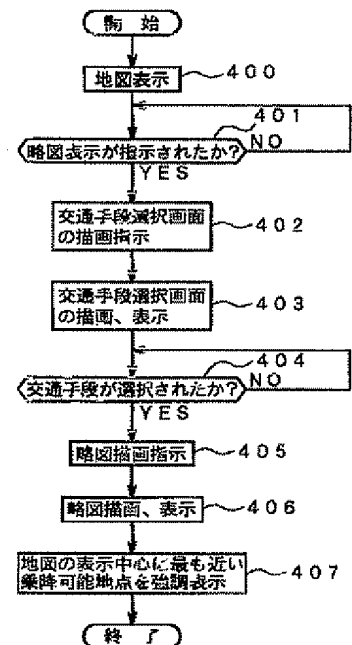 開 始
地図表示
400
401
略図表示が指示されたか?
NO
YES
交通手段選択画面
の描画指示
402
交通手段選択画面
の描画、表示
403
404
交通手段が選択されたか?
NO
YES
略図描画指示
405
略図描画、表示
406
地図の表示中心に最も近い
乗降可能地点を強調表示
407
終 了